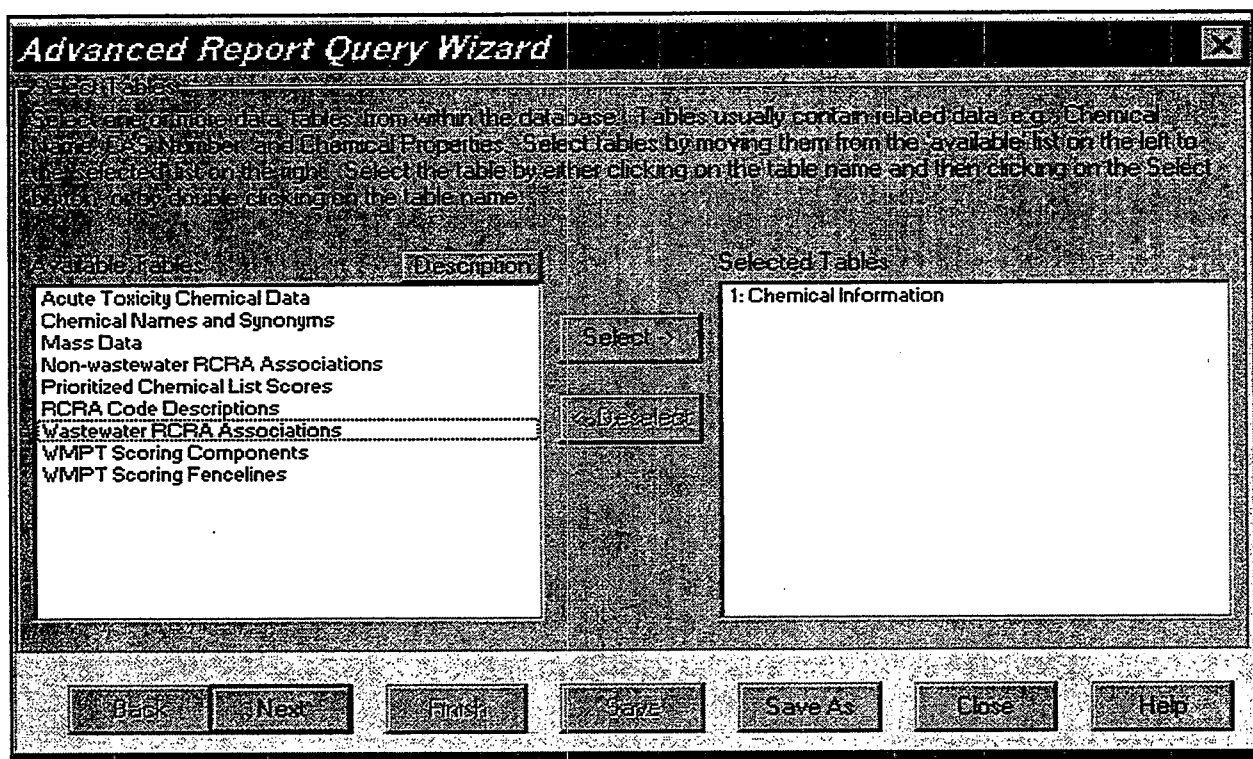 Advanced Report Query Wizard
Select Tables
Select one or more data tables from within the database. Tables usually contain related data, e.g., Chemical
Name, CAS Number, and Chemical Properties. Select tables by moving them from the available list on the left to
the selected list on the right. Select the table by either clicking on the table name and then clicking on the Select
button, or by double clicking on the table name.
Available Tables
Description
Selected Tables
Acute Toxicity Chemical Data
Chemical Names and Synonyms
Mass Data
Non-wastewater RCRA Associations
Prioritized Chemical List Scores
RCRA Code Descriptions
Wastewater RCRA Associations
WMPT Scoring Components
WMPT Scoring Fencelines
Select ->
<- Deselect
1: Chemical Information
Back
Next
Finish
Save
Save As
Close
Help